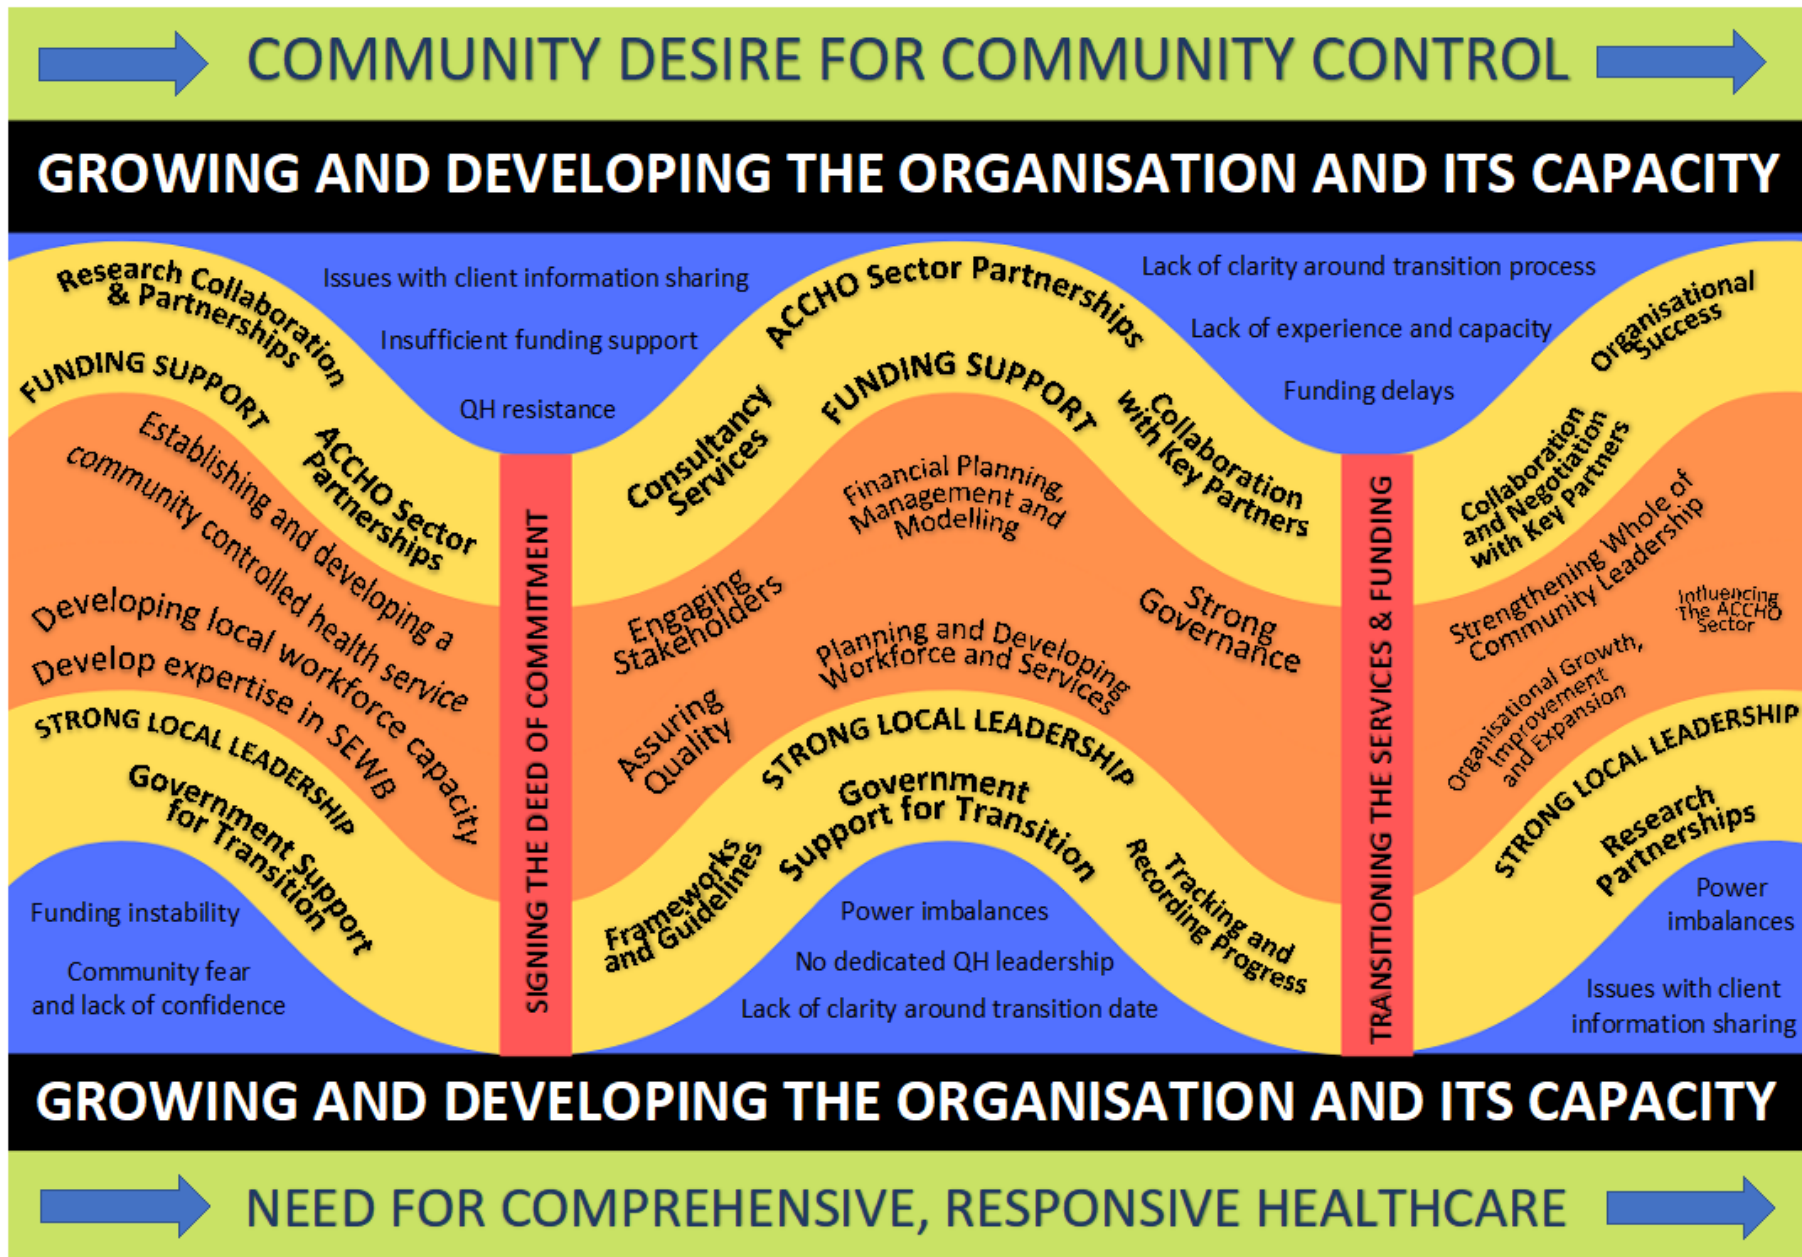 COMMUNITY DESIRE FOR COMMUNITY CONTROL
GROWING AND DEVELOPING THE ORGANISATION AND ITS CAPACITY
Research Collaboration
& Partnerships
FUNDING SUPPORT
ACCHO Sector
Partnerships
Issues with client information sharing
Insufficient funding support
QH resistance
Establishing and developing a
community controlled health service
Developing local workforce capacity
Develop expertise in SEWB
STRONG LOCAL LEADERSHIP
Government Support
for Transition
Funding instability
Community fear
and lack of confidence
SIGNING THE DEED OF COMMITMENT
ACCHO Sector Partnerships
FUNDING SUPPORT
Consultancy
Services
Collaboration
with Key Partners
Lack of clarity around transition process
Lack of experience and capacity
Funding delays
Financial Planning,
Management and
Modelling
Engaging
Stakeholders
Strong
Governance
Planning and Developing
Workforce and Services
Assuring
Quality
STRONG LOCAL LEADERSHIP
Government
Support for Transition
Frameworks
and Guidelines
Tracking and
Recording Progress
Power imbalances
No dedicated QH leadership
Lack of clarity around transition date
TRANSITIONING THE SERVICES & FUNDING
Organisational
Success
Collaboration
and Negotiation
with Key Partners
Strengthening Whole of
Community Leadership
Influencing
The ACCHO
Sector
Organisational Growth,
Improvement
and Expansion
STRONG LOCAL LEADERSHIP
Research
Partnerships
Power
imbalances
Issues with client
information sharing
GROWING AND DEVELOPING THE ORGANISATION AND ITS CAPACITY
NEED FOR COMPREHENSIVE, RESPONSIVE HEALTHCARE